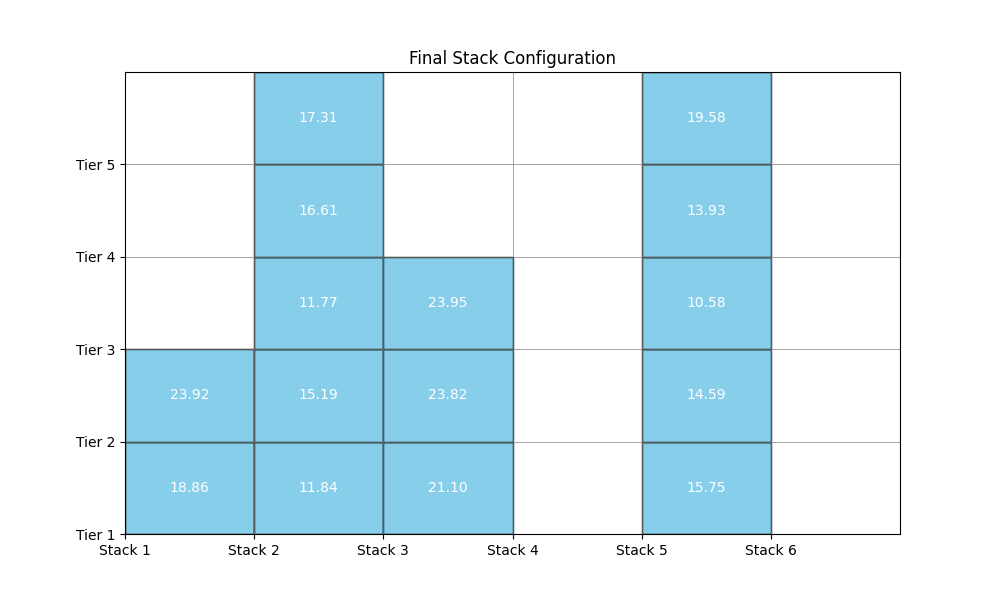 Final Stack Configuration
17.31 19.58
Tier 5
16.61 13.93
Tier 4
11.77 23.95 10.58
Tier 3
23.92 15.19 23.82 14.59
Tier 2
18.86 11.84 21.10 15.75
Tier 1
Stack 1 Stack 2 Stack 3 Stack 4 Stack 5 Stack 6